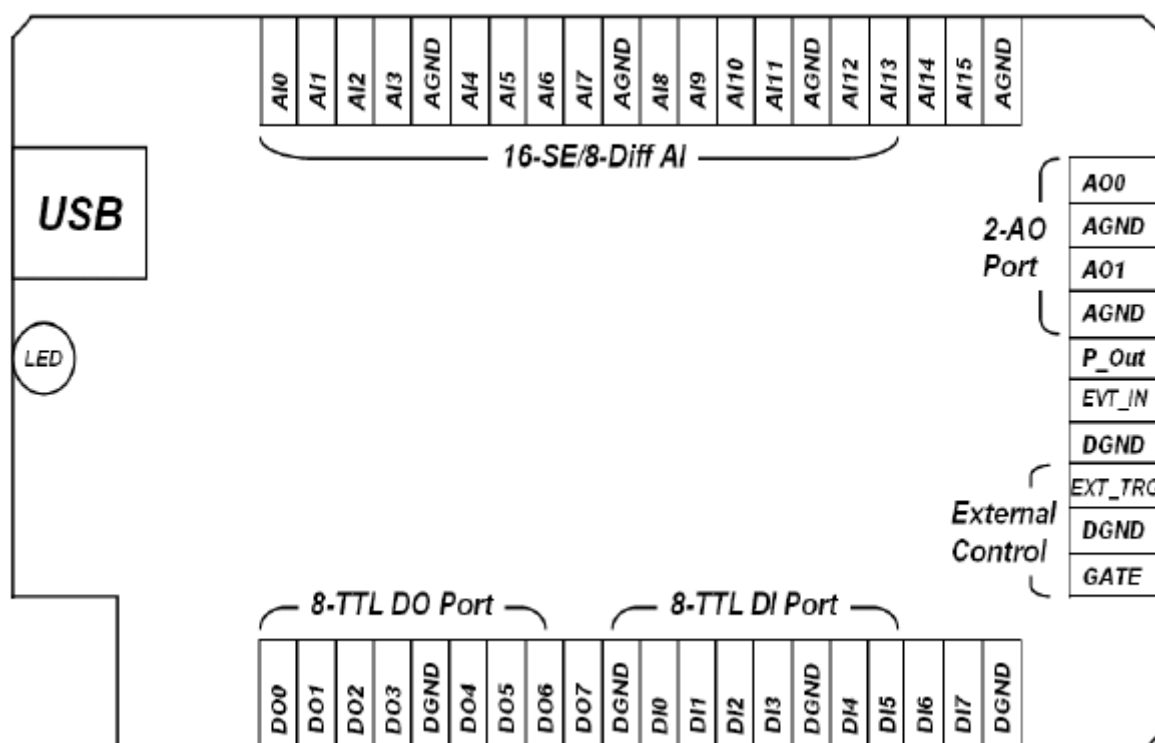 AI0 AI1 AI2 AI3 AGND AI4 AI5 AI6 AI7 AGND AI8 AI9 AI10 AI11 AGND AI12 AI13 AI14 AI15 AGND
16-SE/8-Diff AI
USB
LED
2-AO
Port
AO0
AGND
AO1
AGND
P_Out
EVT_IN
DGND
External
Control
EXT_TRG
DGND
GATE
8-TTL DO Port
8-TTL DI Port
DO0 DO1 DO2 DO3 DGND DO4 DO5 DO6 DO7 DGND DI0 DI1 DI2 DI3 DGND DI4 DI5 DI6 DI7 DGND